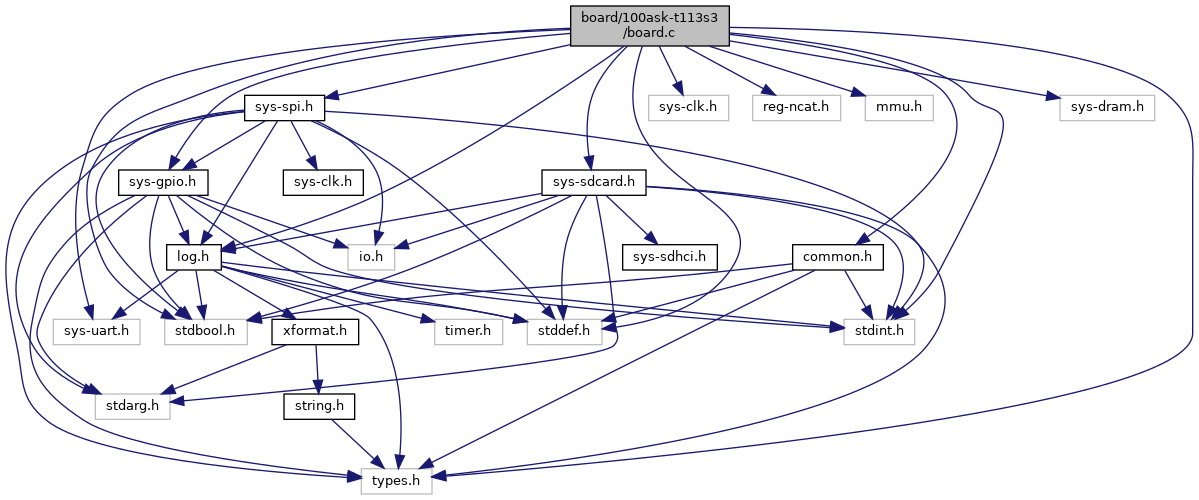 board/100ask-t113s3
/board.c
sys-spi.h
sys-clk.h
reg-ncat.h
mmu.h
sys-dram.h
sys-gpio.h
sys-clk.h
sys-sdcard.h
log.h
io.h
sys-sdhci.h
common.h
sys-uart.h
stdbool.h
xformat.h
timer.h
stddef.h
stdint.h
stdarg.h
string.h
types.h